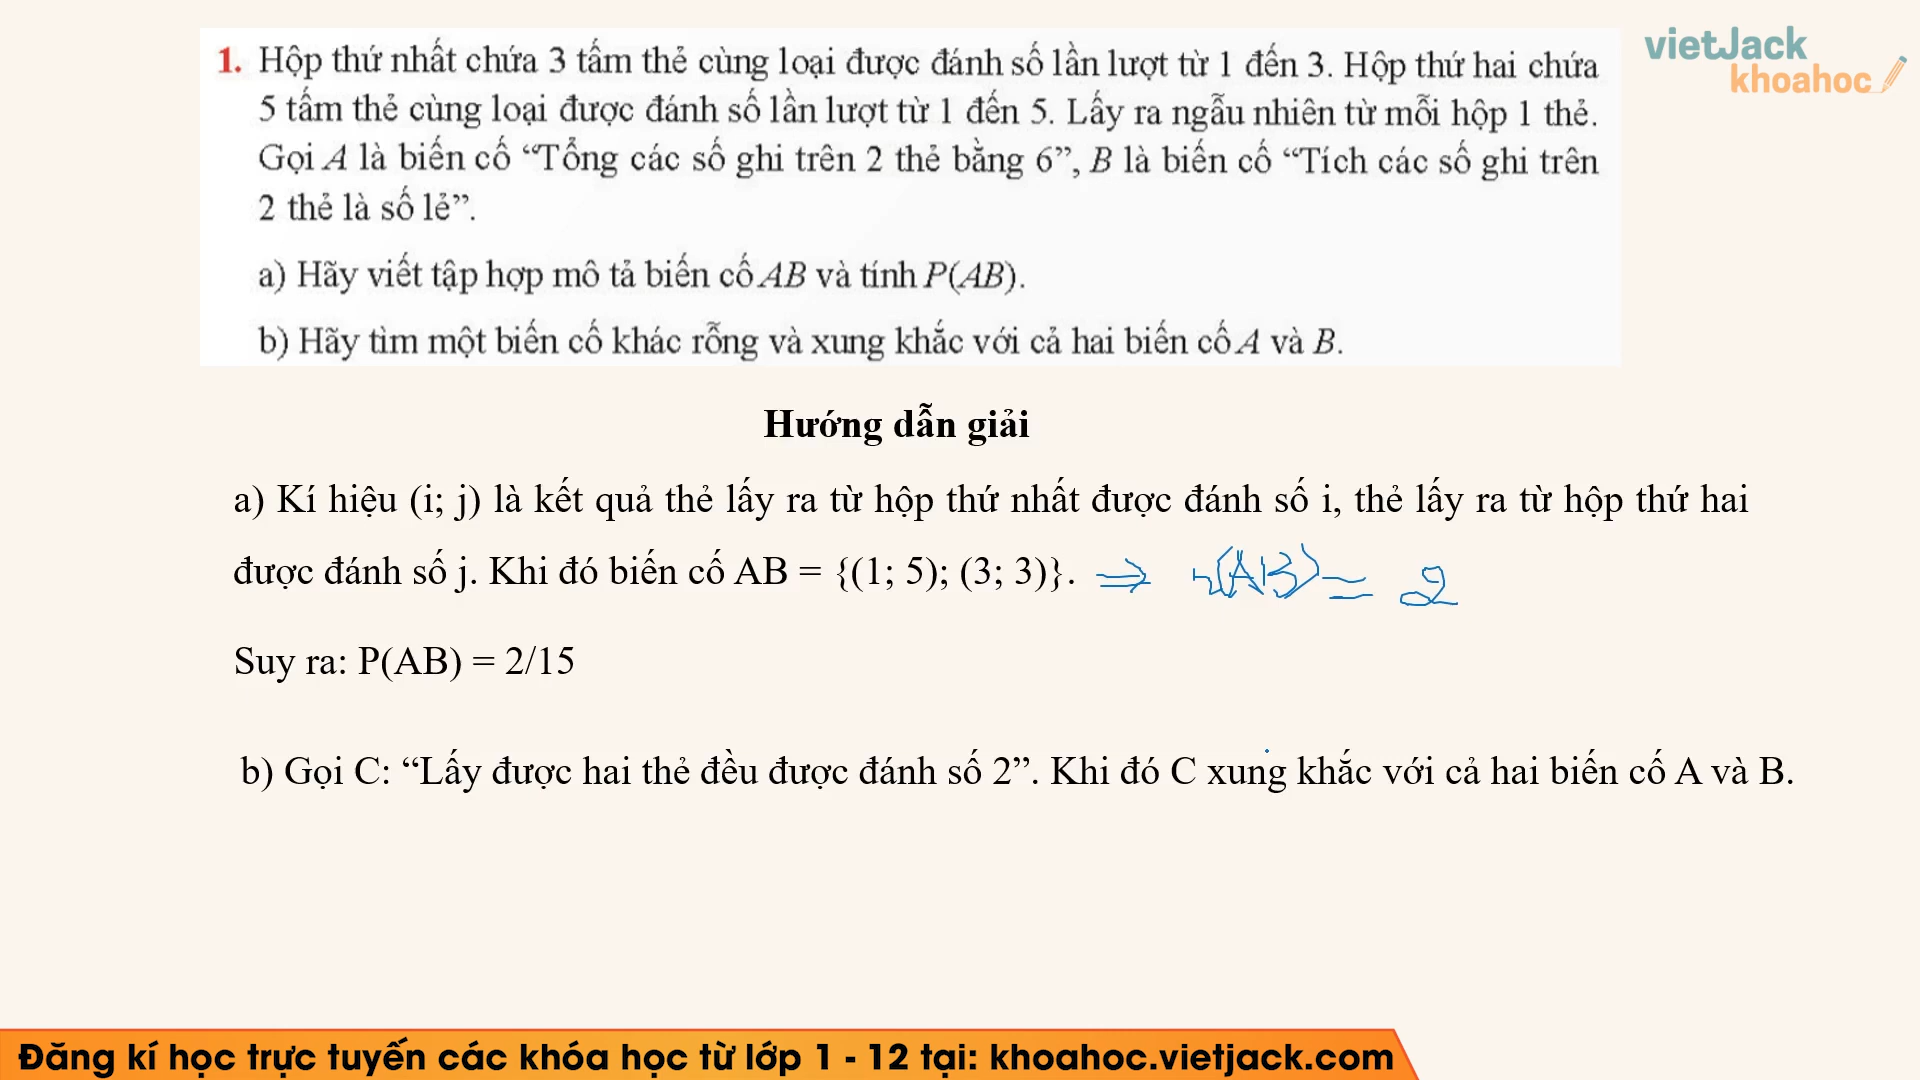 vietJack
khoahoc
1. Hộp thứ nhất chứa 3 tấm thẻ cùng loại được đánh số lần lượt từ 1 đến 3. Hộp thứ hai chứa
5 tấm thẻ cùng loại được đánh số lần lượt từ 1 đến 5. Lấy ra ngẫu nhiên từ mỗi hộp 1 thẻ.
Gọi A là biến cố “Tổng các số ghi trên 2 thẻ bằng 6”, B là biến cố “Tích các số ghi trên
2 thẻ là số lẻ”.
a) Hãy viết tập hợp mô tả biến cố AB và tính P(AB).
b) Hãy tìm một biến cố khác rỗng và xung khắc với cả hai biến cố A và B.
Hướng dẫn giải
a) Kí hiệu (i; j) là kết quả thẻ lấy ra từ hộp thứ nhất được đánh số i, thẻ lấy ra từ hộp thứ hai
được đánh số j. Khi đó biến cố AB = {(1; 5); (3; 3)}. ⇒ n(AB) = 2
Suy ra: P(AB) = 2/15
b) Gọi C: “Lấy được hai thẻ đều được đánh số 2”. Khi đó C xung khắc với cả hai biến cố A và B.
Đăng kí học trực tuyến các khóa học từ lớp 1 - 12 tại: khoahoc.vietjack.com